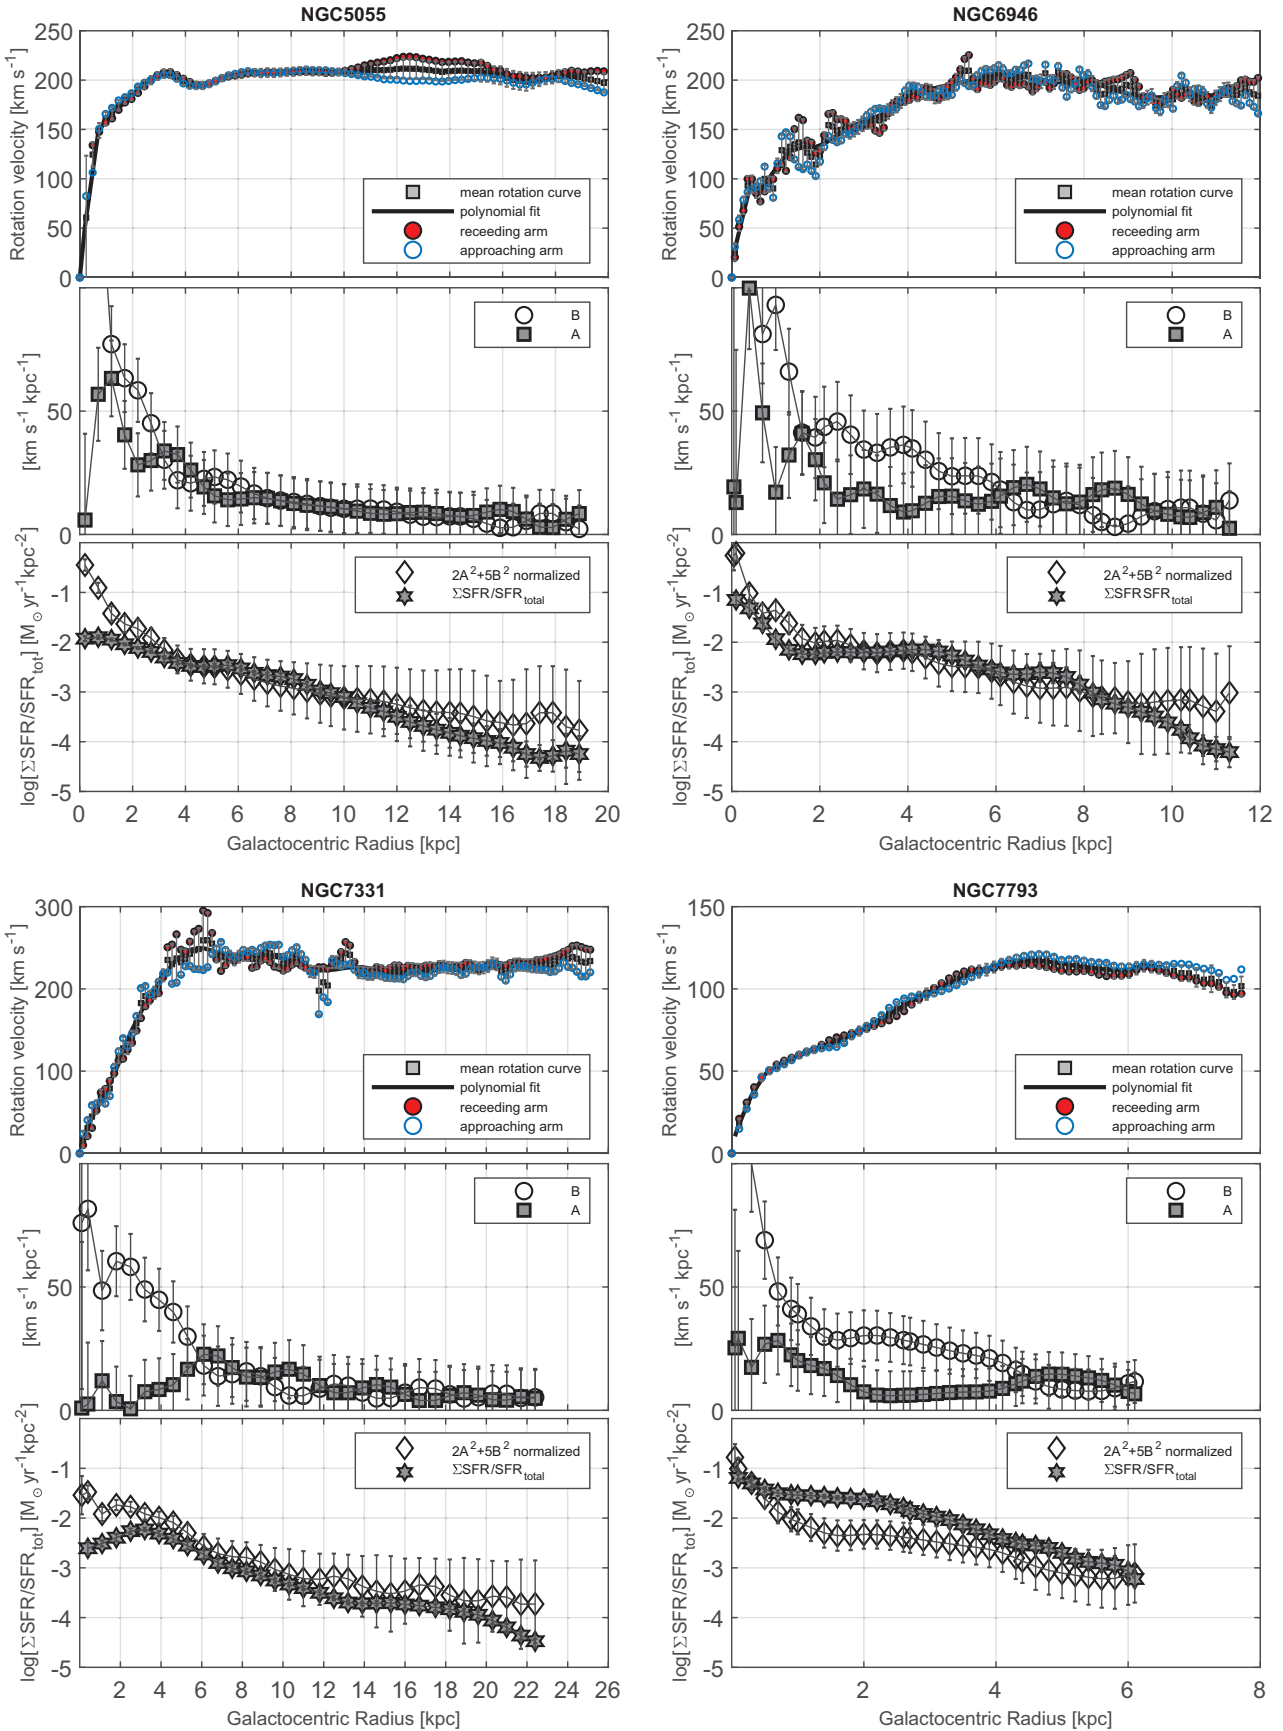 NGC5055
250
200
150
100
50
0
Rotation velocity [km s-1]
mean rotation curve
polynomial fit
receeding arm
approaching arm
50
0
[km s-1 kpc-1]
B
A
-1
-2
-3
-4
-5
log[ΣSFR/SFRtot] [M⊙ yr-1kpc-2]
2A2+5B2 normalized
ΣSFR/SFRtotal
0 2 4 6 8 10 12 14 16 18 20
Galactocentric Radius [kpc]
NGC6946
250
200
150
100
50
0
Rotation velocity [km s-1]
mean rotation curve
polynomial fit
receeding arm
approaching arm
50
0
[km s-1 kpc-1]
B
A
-1
-2
-3
-4
-5
log[ΣSFR/SFRtot] [M⊙ yr-1kpc-2]
2A2+5B2 normalized
ΣSFRSFRtotal
0 2 4 6 8 10 12
Galactocentric Radius [kpc]
NGC7331
300
200
100
0
Rotation velocity [km s-1]
mean rotation curve
polynomial fit
receeding arm
approaching arm
50
0
[km s-1 kpc-1]
B
A
-1
-2
-3
-4
-5
log[ΣSFR/SFRtot] [M⊙ yr-1kpc-2]
2A2+5B2 normalized
ΣSFR/SFRtotal
2 4 6 8 10 12 14 16 18 20 22 24 26
Galactocentric Radius [kpc]
NGC7793
150
100
50
0
Rotation velocity [km s-1]
mean rotation curve
polynomial fit
receeding arm
approaching arm
50
0
[km s-1 kpc-1]
B
A
-1
-2
-3
-4
-5
log[ΣSFR/SFRtot] [M⊙ yr-1kpc-2]
2A2+5B2 normalized
ΣSFR/SFRtotal
2 4 6 8
Galactocentric Radius [kpc]